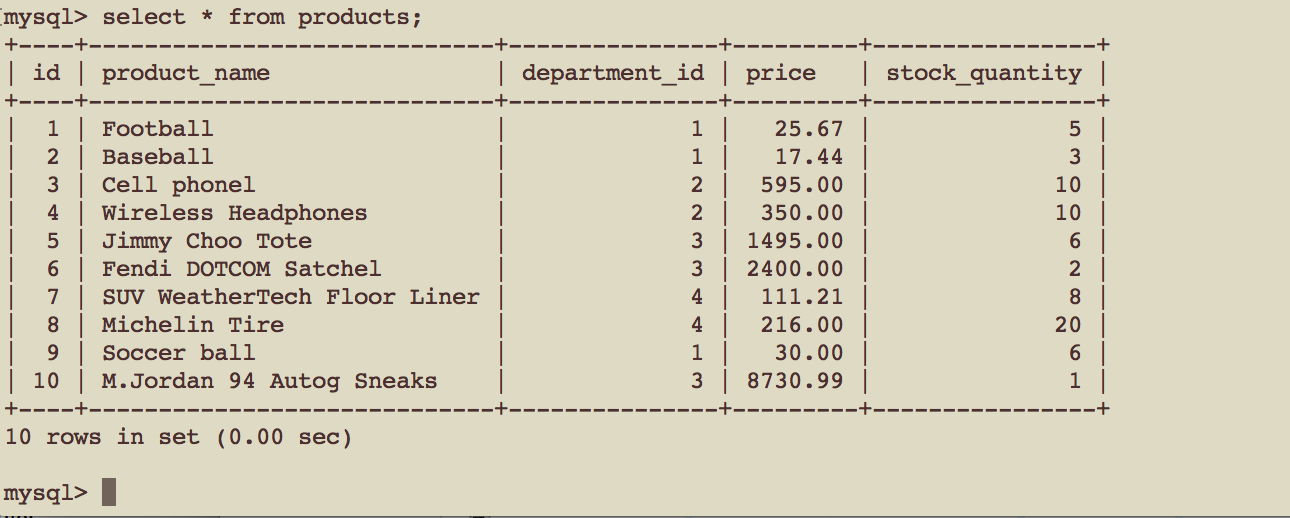 mysql> select * from products;
+----+-----------------------------+---------------+---------+----------------+
| id | product_name                | department_id | price   | stock_quantity |
+----+-----------------------------+---------------+---------+----------------+
|  1 | Football                    |             1 |   25.67 |              5 |
|  2 | Baseball                    |             1 |   17.44 |              3 |
|  3 | Cell phonel                 |             2 |  595.00 |             10 |
|  4 | Wireless Headphones         |             2 |  350.00 |             10 |
|  5 | Jimmy Choo Tote             |             3 | 1495.00 |              6 |
|  6 | Fendi DOTCOM Satchel        |             3 | 2400.00 |              2 |
|  7 | SUV WeatherTech Floor Liner |             4 |  111.21 |              8 |
|  8 | Michelin Tire               |             4 |  216.00 |             20 |
|  9 | Soccer ball                 |             1 |   30.00 |              6 |
| 10 | M.Jordan 94 Autog Sneaks    |             3 | 8730.99 |              1 |
+----+-----------------------------+---------------+---------+----------------+
10 rows in set (0.00 sec)
mysql>